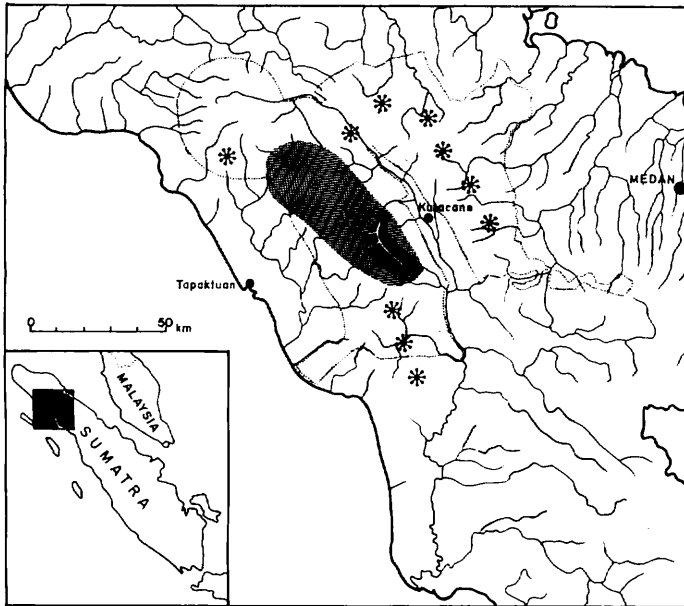 MEDAN
Kutacane
Tapaktuan
0 50 km
MALAYSIA
SUMATRA